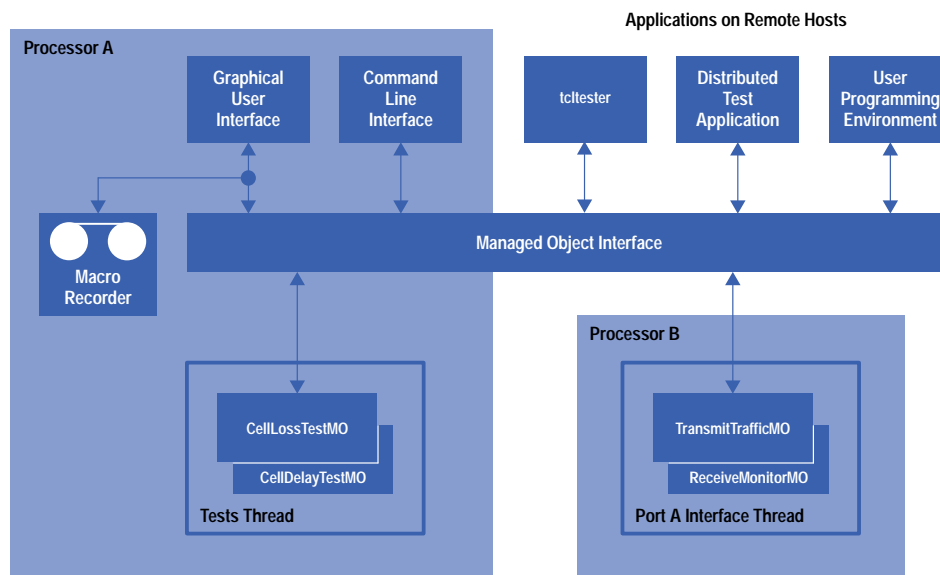 Applications on Remote Hosts
Processor A
Graphical
User
Interface
Command
Line
Interface
tcltester
Distributed
Test
Application
User
Programming
Environment
Managed Object Interface
Macro
Recorder
Processor B
CellLossTestMO
CellDelayTestMO
Tests Thread
TransmitTrafficMO
ReceiveMonitorMO
Port A Interface Thread